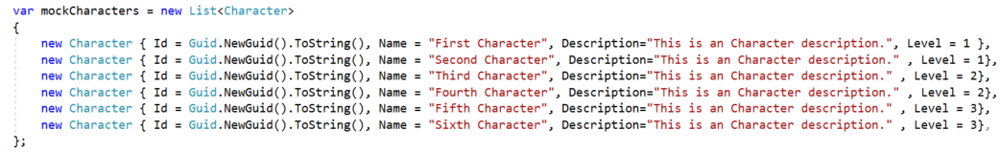 var mockCharacters = new List<Character>
{
    new Character { Id = Guid.NewGuid().ToString(), Name = "First Character", Description="This is an Character description.", Level = 1 },
    new Character { Id = Guid.NewGuid().ToString(), Name = "Second Character", Description="This is an Character description." , Level = 1},
    new Character { Id = Guid.NewGuid().ToString(), Name = "Third Character", Description="This is an Character description." , Level = 2},
    new Character { Id = Guid.NewGuid().ToString(), Name = "Fourth Character", Description="This is an Character description." , Level = 2},
    new Character { Id = Guid.NewGuid().ToString(), Name = "Fifth Character", Description="This is an Character description." , Level = 3},
    new Character { Id = Guid.NewGuid().ToString(), Name = "Sixth Character", Description="This is an Character description." , Level = 3},
};